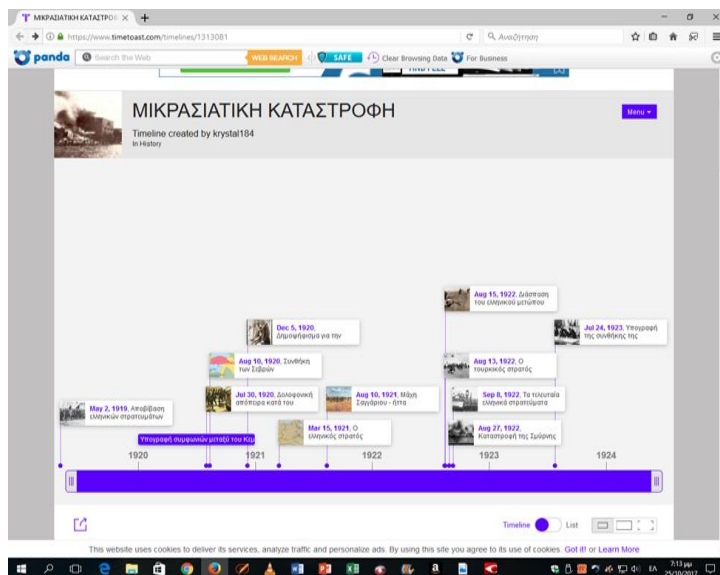 ΜΙΚΡΑΣΙΑΤΙΚΗ ΚΑΤΑΣΤΡΟΦ
https://www.timetoast.com/timelines/1313081
Αναζήτηση
panda
Search the Web
WEB SEARCH
SAFE
Clear Browsing Data
For Business
ΜΙΚΡΑΣΙΑΤΙΚΗ ΚΑΤΑΣΤΡΟΦΗ
Timeline created by krystal184
In History
Menu
Aug 15, 1922, Διάσπαση
του ελληνικού μετώπου
Dec 5, 1920,
Δημοψήφισμα για την
Jul 24, 1923, Υπογραφή
της συνθήκης της
Aug 10, 1920, Συνθήκη
των Σεβρών
Aug 13, 1922, Ο
τουρκικός στρατός
Jul 30, 1920, Δολοφονική
απόπειρα κατά του
Aug 10, 1921, Μάχη
Σαγγάριου - ήττα
Sep 8, 1922, Τα τελευταία
ελληνικά στρατεύματα
May 2, 1919, Αποβίβαση
ελληνικών στρατευμάτων
Mar 15, 1921, Ο
ελληνικός στρατός
Aug 27, 1922,
Καταστροφή της Σμύρνης
Υπογραφή συμφωνιών μεταξύ του Κεμ
1920 1921 1922 1923 1924
Timeline List
This website uses cookies to deliver its services, analyze traffic and personalize ads. By using this site you agree to its use of cookies. Got it! or Learn More
ΕΛ
7:13 μμ
25/10/2017